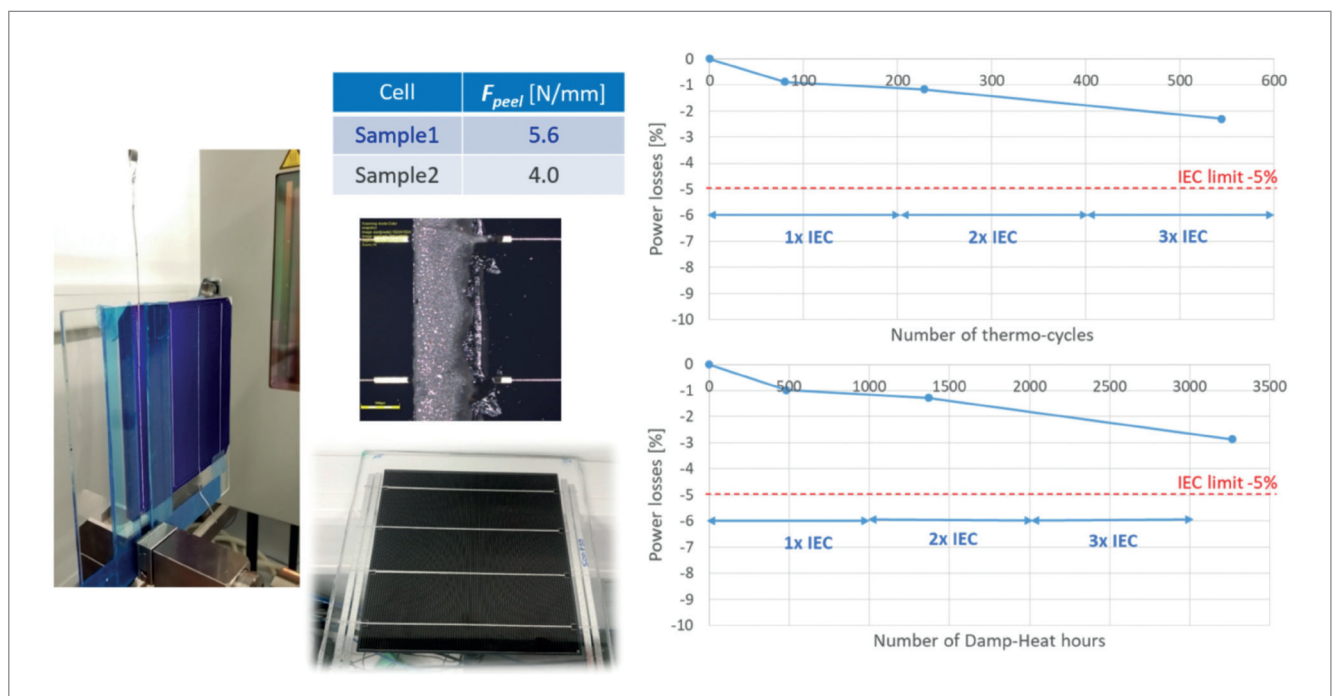 Cell F_peel [N/mm]
Sample1 5.6
Sample2 4.0
0
-1
-2
-3
-4
-5
-6
-7
-8
-9
-10
0 100 200 300 400 500 600
Power losses [%]
IEC limit -5%
1x IEC 2x IEC 3x IEC
Number of thermo-cycles
0
-1
-2
-3
-4
-5
-6
-7
-8
-9
-10
0 500 1000 1500 2000 2500 3000 3500
Power losses [%]
IEC limit -5%
1x IEC 2x IEC 3x IEC
Number of Damp-Heat hours